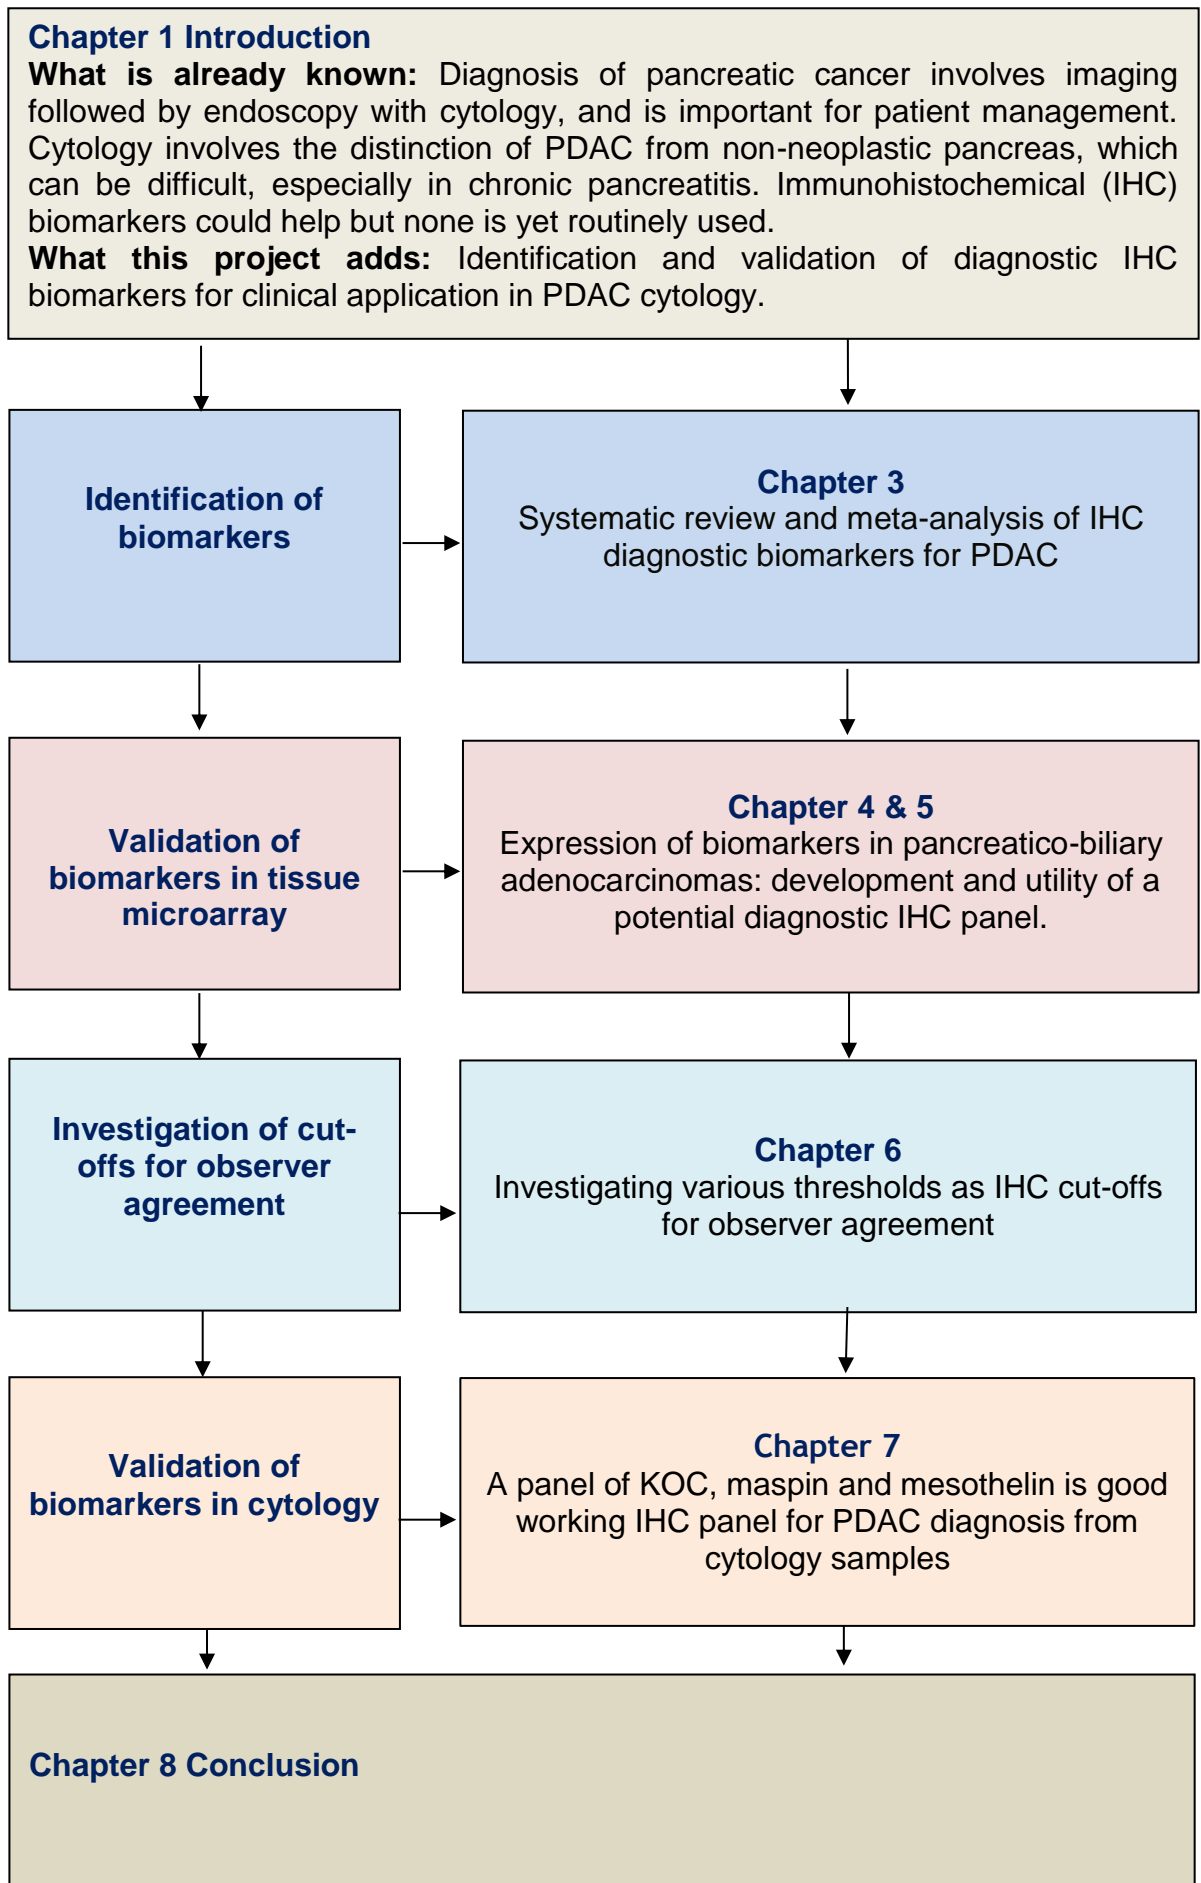 Chapter 1 Introduction
What is already known: Diagnosis of pancreatic cancer involves imaging
followed by endoscopy with cytology, and is important for patient management.
Cytology involves the distinction of PDAC from non-neoplastic pancreas, which
can be difficult, especially in chronic pancreatitis. Immunohistochemical (IHC)
biomarkers could help but none is yet routinely used.
What this project adds: Identification and validation of diagnostic IHC
biomarkers for clinical application in PDAC cytology.
Identification of
biomarkers
Chapter 3
Systematic review and meta-analysis of IHC
diagnostic biomarkers for PDAC
Validation of
biomarkers in tissue
microarray
Chapter 4 & 5
Expression of biomarkers in pancreatico-biliary
adenocarcinomas: development and utility of a
potential diagnostic IHC panel.
Investigation of cut-
offs for observer
agreement
Chapter 6
Investigating various thresholds as IHC cut-offs
for observer agreement
Validation of
biomarkers in cytology
Chapter 7
A panel of KOC, maspin and mesothelin is good
working IHC panel for PDAC diagnosis from
cytology samples
Chapter 8 Conclusion